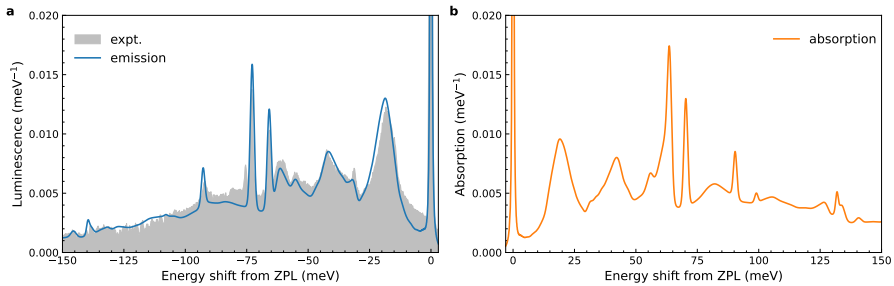 a
0.020
0.015
0.010
0.005
0.000
Luminescence (meV⁻¹)
expt.
emission
−150 −125 −100 −75 −50 −25 0
Energy shift from ZPL (meV)
b
0.020
0.015
0.010
0.005
0.000
Absorption (meV⁻¹)
absorption
0 25 50 75 100 125 150
Energy shift from ZPL (meV)